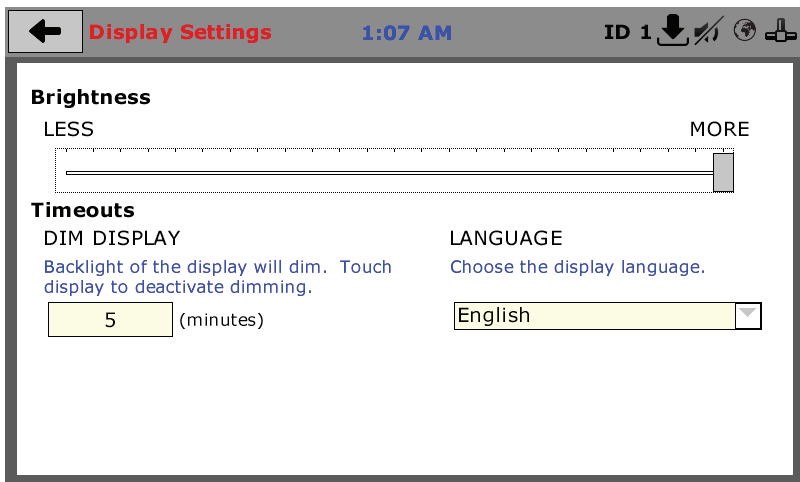 Display Settings 1:07 AM ID 1
Brightness
LESS MORE
Timeouts
DIM DISPLAY LANGUAGE
Backlight of the display will dim. Touch Choose the display language.
display to deactivate dimming.
5 (minutes) English